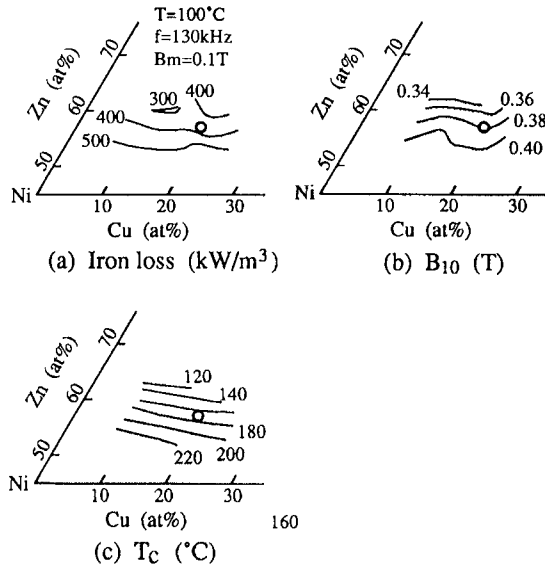 T=100°C
f=130kHz
Bm=0.1T
Zn (at%)
70
60
50
300
400
400
500
Ni
10
20
30
Cu (at%)
(a) Iron loss (kW/m³)
Zn (at%)
70
60
50
0.34
0.36
0.38
0.40
Ni
10
20
30
Cu (at%)
(b) B₁₀ (T)
Zn (at%)
70
60
50
120
140
180
200
220
Ni
10
20
30
Cu (at%)
160
(c) T_C (°C)